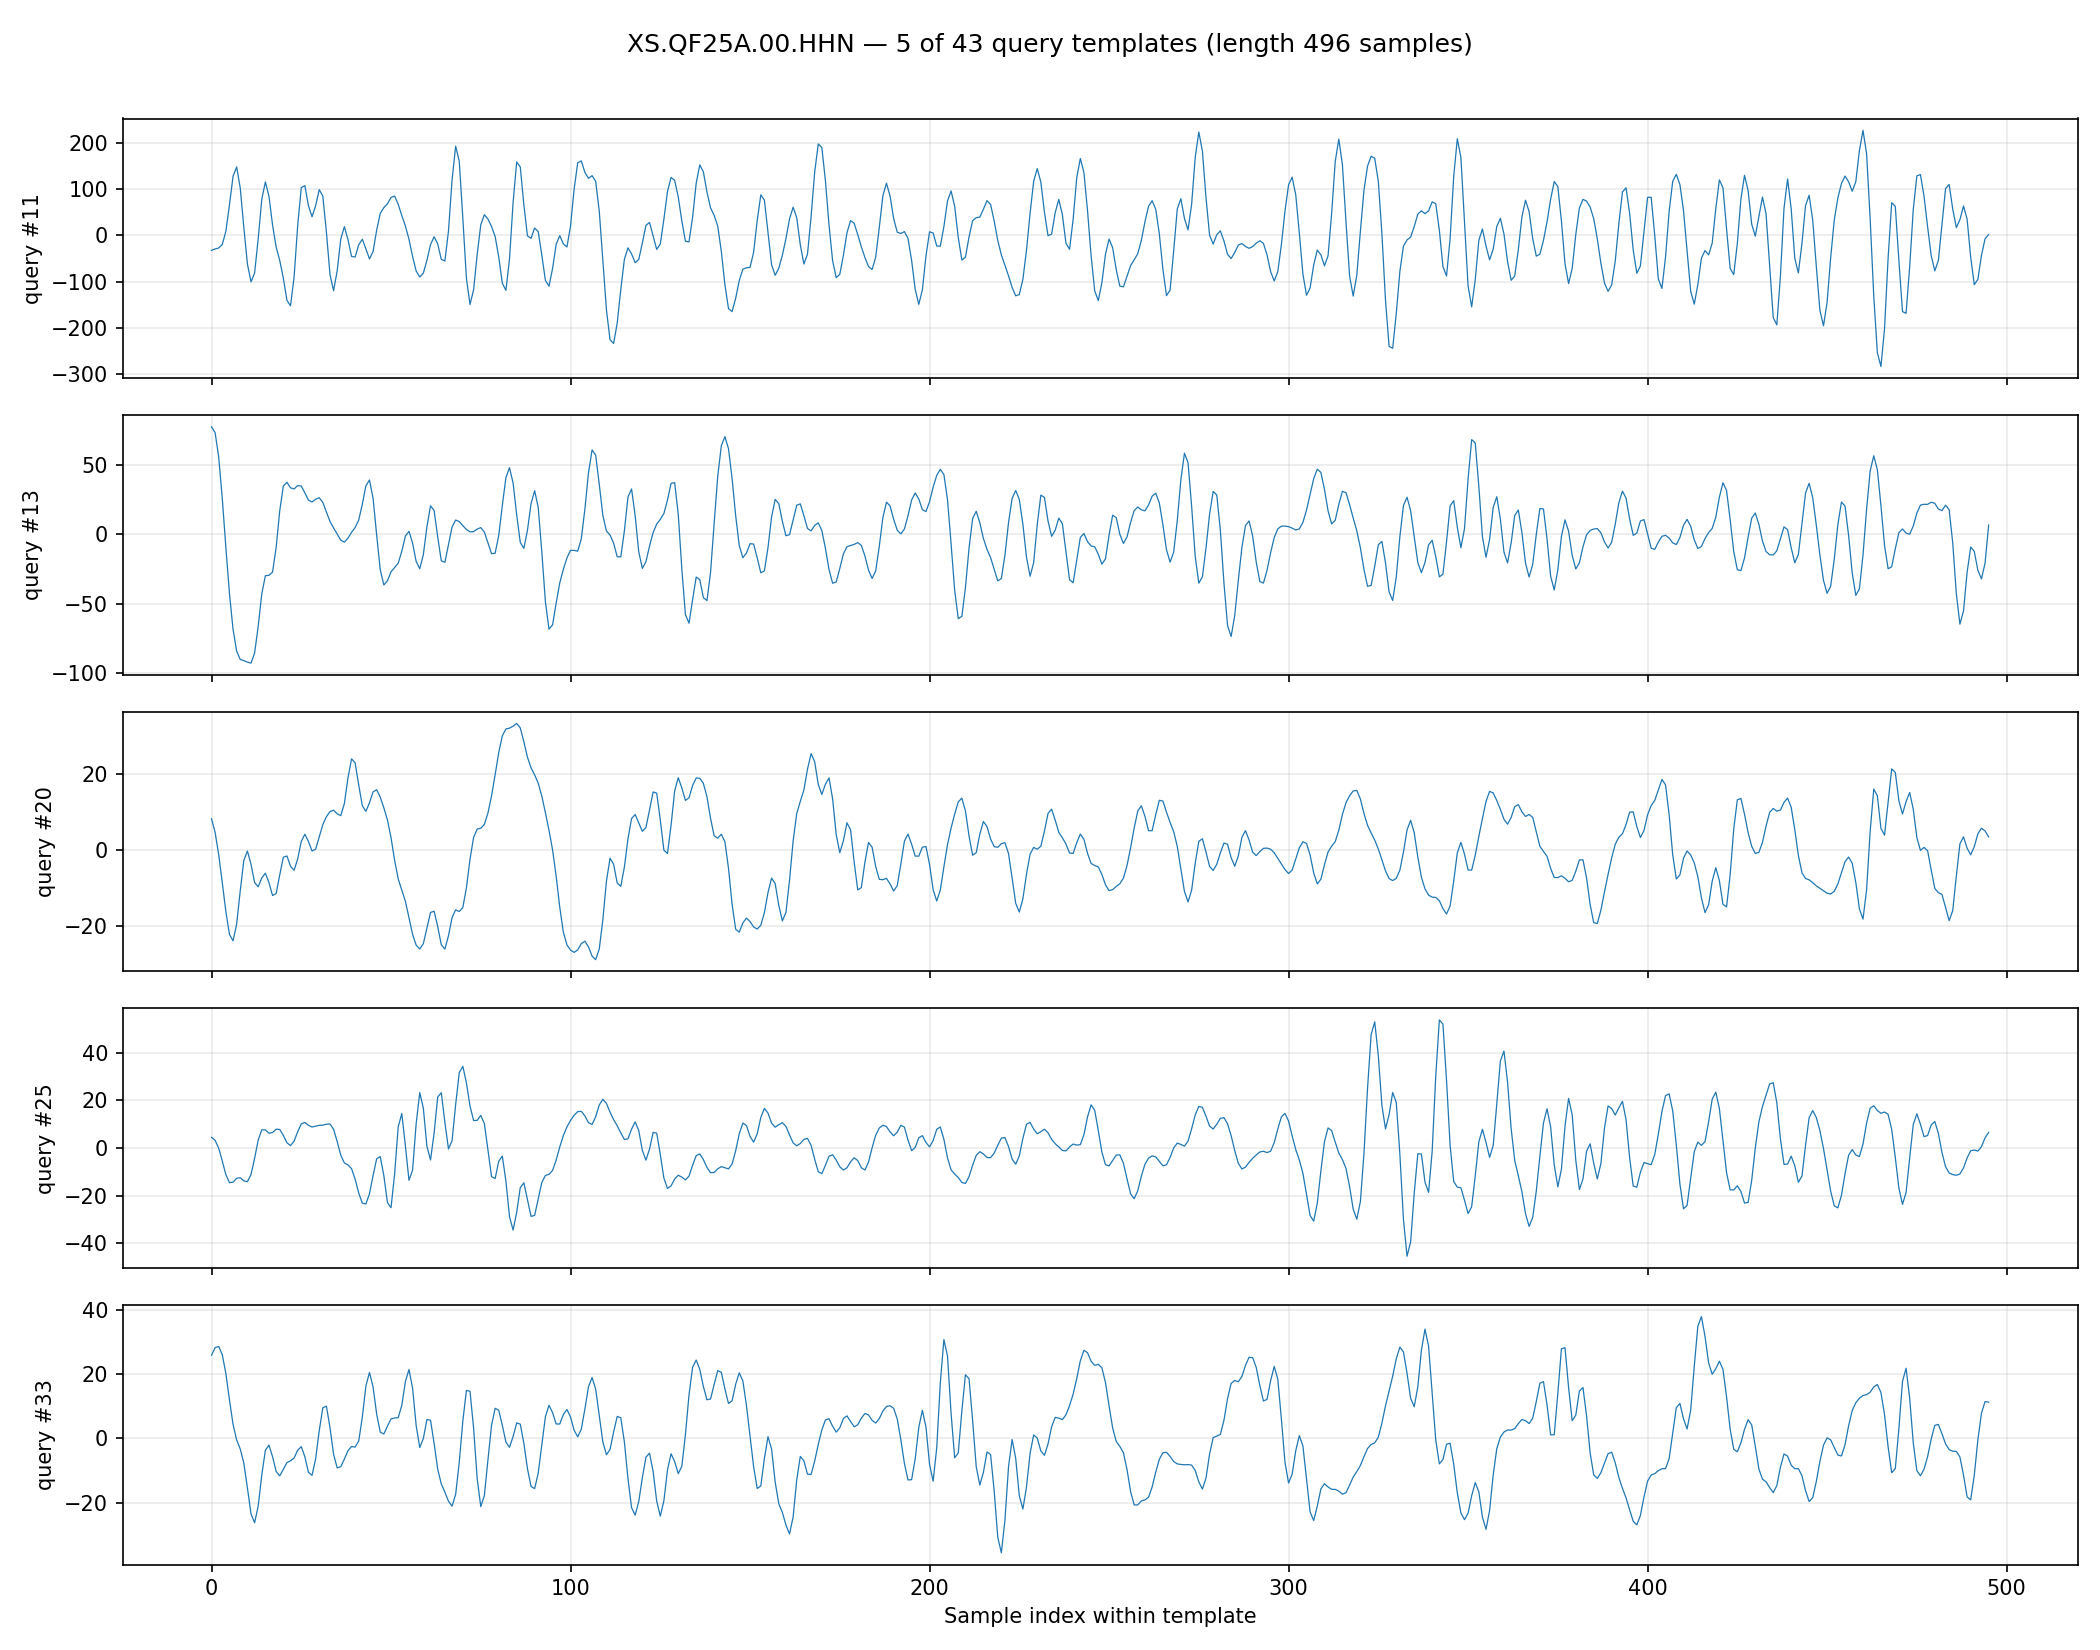 XS.QF25A.00.HHN — 5 of 43 query templates (length 496 samples)
200
100
0
−100
−200
−300
query #11
50
0
−50
−100
query #13
20
0
−20
query #20
40
20
0
−20
−40
query #25
40
20
0
−20
query #33
0 100 200 300 400 500
Sample index within template